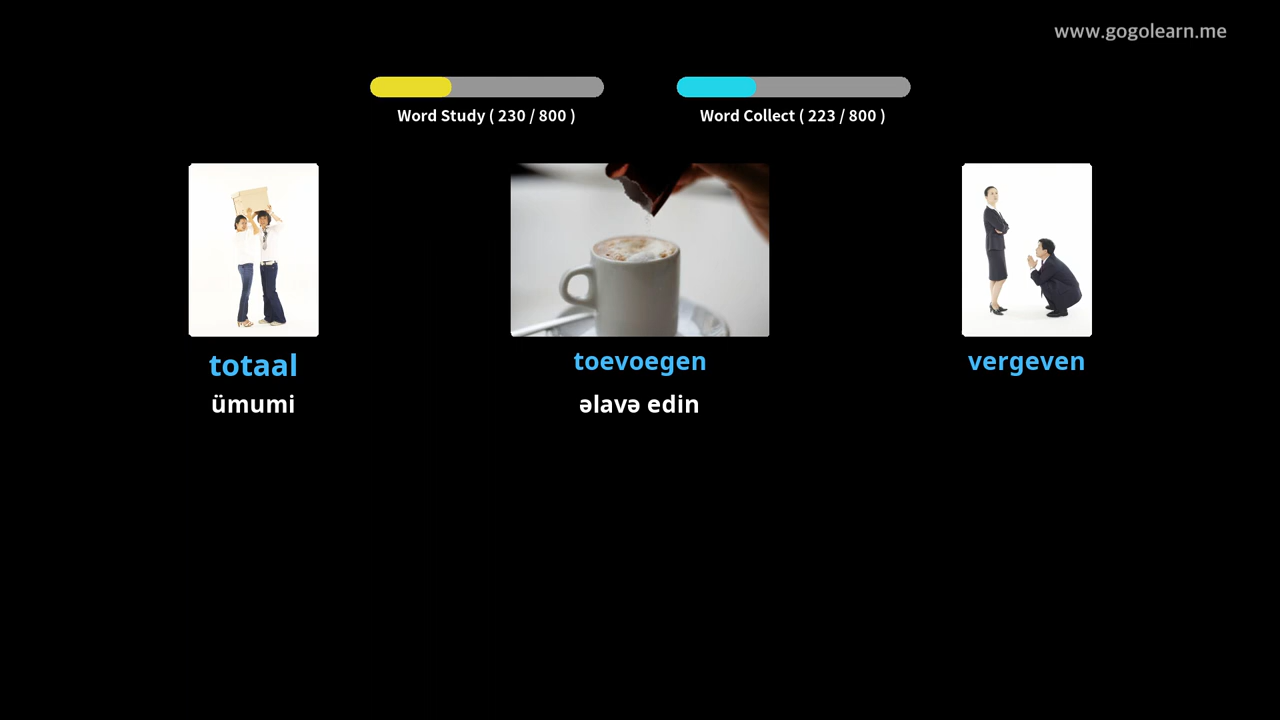 www.gogolearn.me
Word Study ( 230 / 800 )
Word Collect ( 223 / 800 )
totaal
toevoegen
vergeven
ümumi
əlavə edin